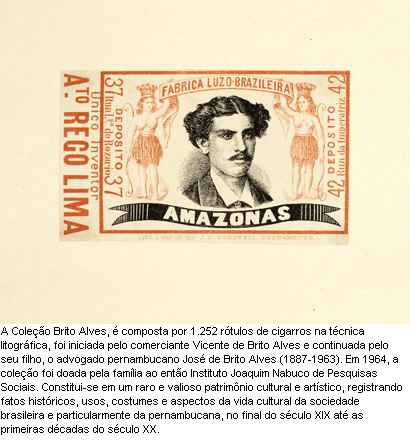 FABRICA LUZO-BRAZILEIRA
ATO REGO LIMA
Unico Inventor
37 DEPOSITO 37
Rua L. do Rozario
42 DEPOSITO 42
Rua da Imperatriz
AMAZONAS
A Coleção Brito Alves, é composta por 1.252 rótulos de cigarros na técnica
litográfica, foi iniciada pelo comerciante Vicente de Brito Alves e continuada pelo
seu filho, o advogado pernambucano José de Brito Alves (1887-1963). Em 1964, a
coleção foi doada pela família ao então Instituto Joaquim Nabuco de Pesquisas
Sociais. Constitui-se em um raro e valioso patrimônio cultural e artístico, registrando
fatos históricos, usos, costumes e aspectos da vida cultural da sociedade
brasileira e particularmente da pernambucana, no final do século XIX até as
primeiras décadas do século XX.